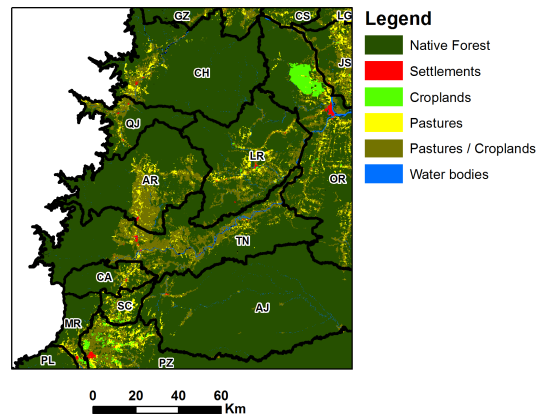 GZ CS LG
Legend
CH JS
Native Forest
Settlements
Croplands
QJ Pastures
LR Pastures / Croplands
AR OR Water bodies
TN
CA
SC AJ
MR
PL PZ
0 20 40 60
Km